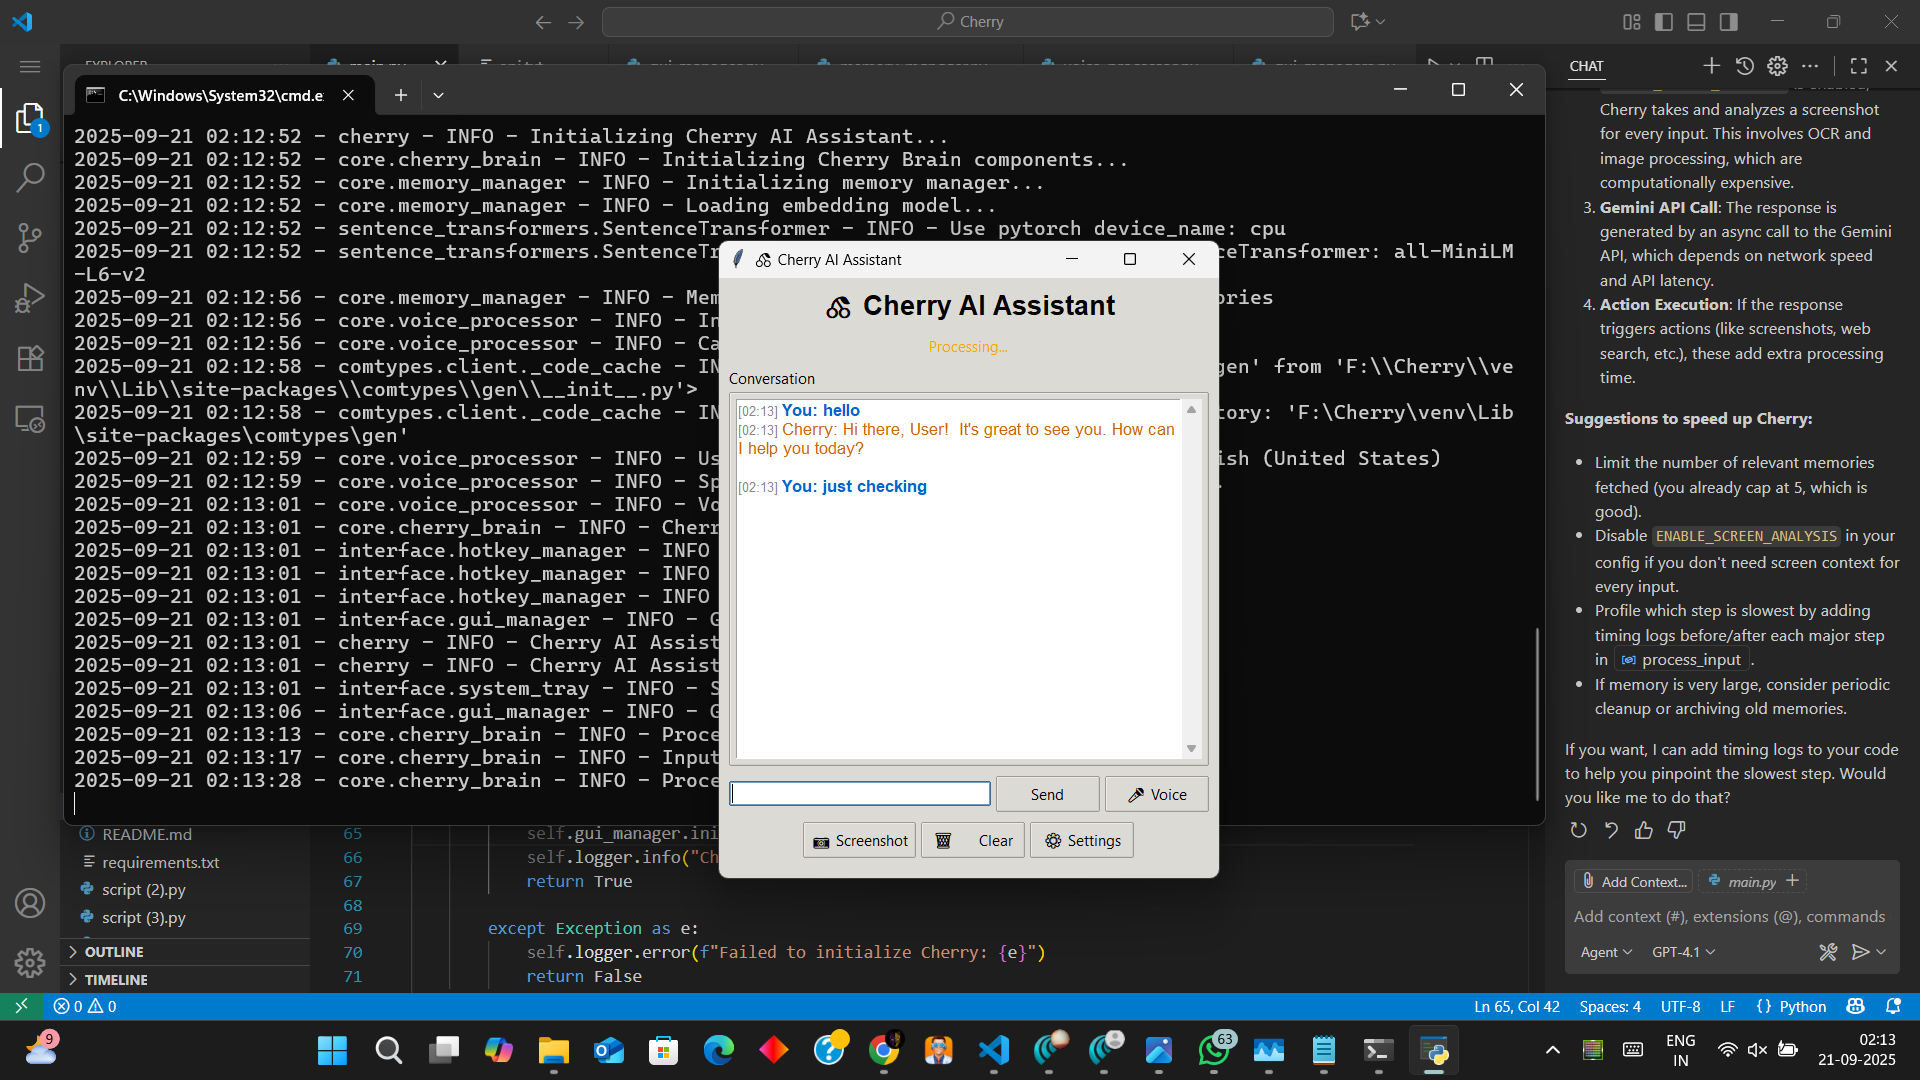 Cherry
EXPLORER
CHAT
C:\Windows\System32\cmd.e
2025-09-21 02:12:52 - cherry - INFO - Initializing Cherry AI Assistant...
2025-09-21 02:12:52 - core.cherry_brain - INFO - Initializing Cherry Brain components...
2025-09-21 02:12:52 - core.memory_manager - INFO - Initializing memory manager...
2025-09-21 02:12:52 - core.memory_manager - INFO - Loading embedding model...
2025-09-21 02:12:52 - sentence_transformers.SentenceTransformer - INFO - Use pytorch device_name: cpu
2025-09-21 02:12:52 - sentence_transformers.SentenceTr
ceTransformer: all-MiniLM
-L6-v2
2025-09-21 02:12:56 - core.memory_manager - INFO - Mem
ories
2025-09-21 02:12:56 - core.voice_processor - INFO - In
2025-09-21 02:12:56 - core.voice_processor - INFO - Ca
2025-09-21 02:12:58 - comtypes.client._code_cache - IN
gen' from 'F:\\Cherry\\ve
nv\\Lib\\site-packages\\comtypes\\gen\\__init__.py'>
2025-09-21 02:12:58 - comtypes.client._code_cache - IN
tory: 'F:\Cherry\venv\Lib
\site-packages\comtypes\gen'
2025-09-21 02:12:59 - core.voice_processor - INFO - Us
ish (United States)
2025-09-21 02:12:59 - core.voice_processor - INFO - Sp
.
2025-09-21 02:13:01 - core.voice_processor - INFO - Vo
2025-09-21 02:13:01 - core.cherry_brain - INFO - Cherr
2025-09-21 02:13:01 - interface.hotkey_manager - INFO
2025-09-21 02:13:01 - interface.hotkey_manager - INFO
2025-09-21 02:13:01 - interface.hotkey_manager - INFO
2025-09-21 02:13:01 - interface.gui_manager - INFO - G
2025-09-21 02:13:01 - cherry - INFO - Cherry AI Assist
2025-09-21 02:13:01 - cherry - INFO - Cherry AI Assist
2025-09-21 02:13:01 - interface.system_tray - INFO - S
2025-09-21 02:13:06 - interface.gui_manager - INFO - G
2025-09-21 02:13:13 - core.cherry_brain - INFO - Proce
2025-09-21 02:13:17 - core.cherry_brain - INFO - Input
2025-09-21 02:13:28 - core.cherry_brain - INFO - Proce
Cherry AI Assistant
Cherry AI Assistant
Processing...
Conversation
[02:13] You: hello
[02:13] Cherry: Hi there, User!  It's great to see you. How can
I help you today?
[02:13] You: just checking
Send
Voice
Screenshot
Clear
Settings
1
README.md
requirements.txt
script (2).py
script (3).py
OUTLINE
TIMELINE
65 self.gui_manager.ini
66 self.logger.info("Ch
67 return True
68
69 except Exception as e:
70 self.logger.error(f"Failed to initialize Cherry: {e}")
71 return False
Cherry takes and analyzes a screenshot
for every input. This involves OCR and
image processing, which are
computationally expensive.
3. Gemini API Call: The response is
generated by an async call to the Gemini
API, which depends on network speed
and API latency.
4. Action Execution: If the response
triggers actions (like screenshots, web
search, etc.), these add extra processing
time.
Suggestions to speed up Cherry:
• Limit the number of relevant memories
fetched (you already cap at 5, which is
good).
• Disable ENABLE_SCREEN_ANALYSIS in your
config if you don't need screen context for
every input.
• Profile which step is slowest by adding
timing logs before/after each major step
in process_input .
• If memory is very large, consider periodic
cleanup or archiving old memories.
If you want, I can add timing logs to your code
to help you pinpoint the slowest step. Would
you like me to do that?
Add Context...
main.py
Add context (#), extensions (@), commands
Agent
GPT-4.1
0 0
Ln 65, Col 42
Spaces: 4
UTF-8
LF
{} Python
9
63
ENG
IN
02:13
21-09-2025